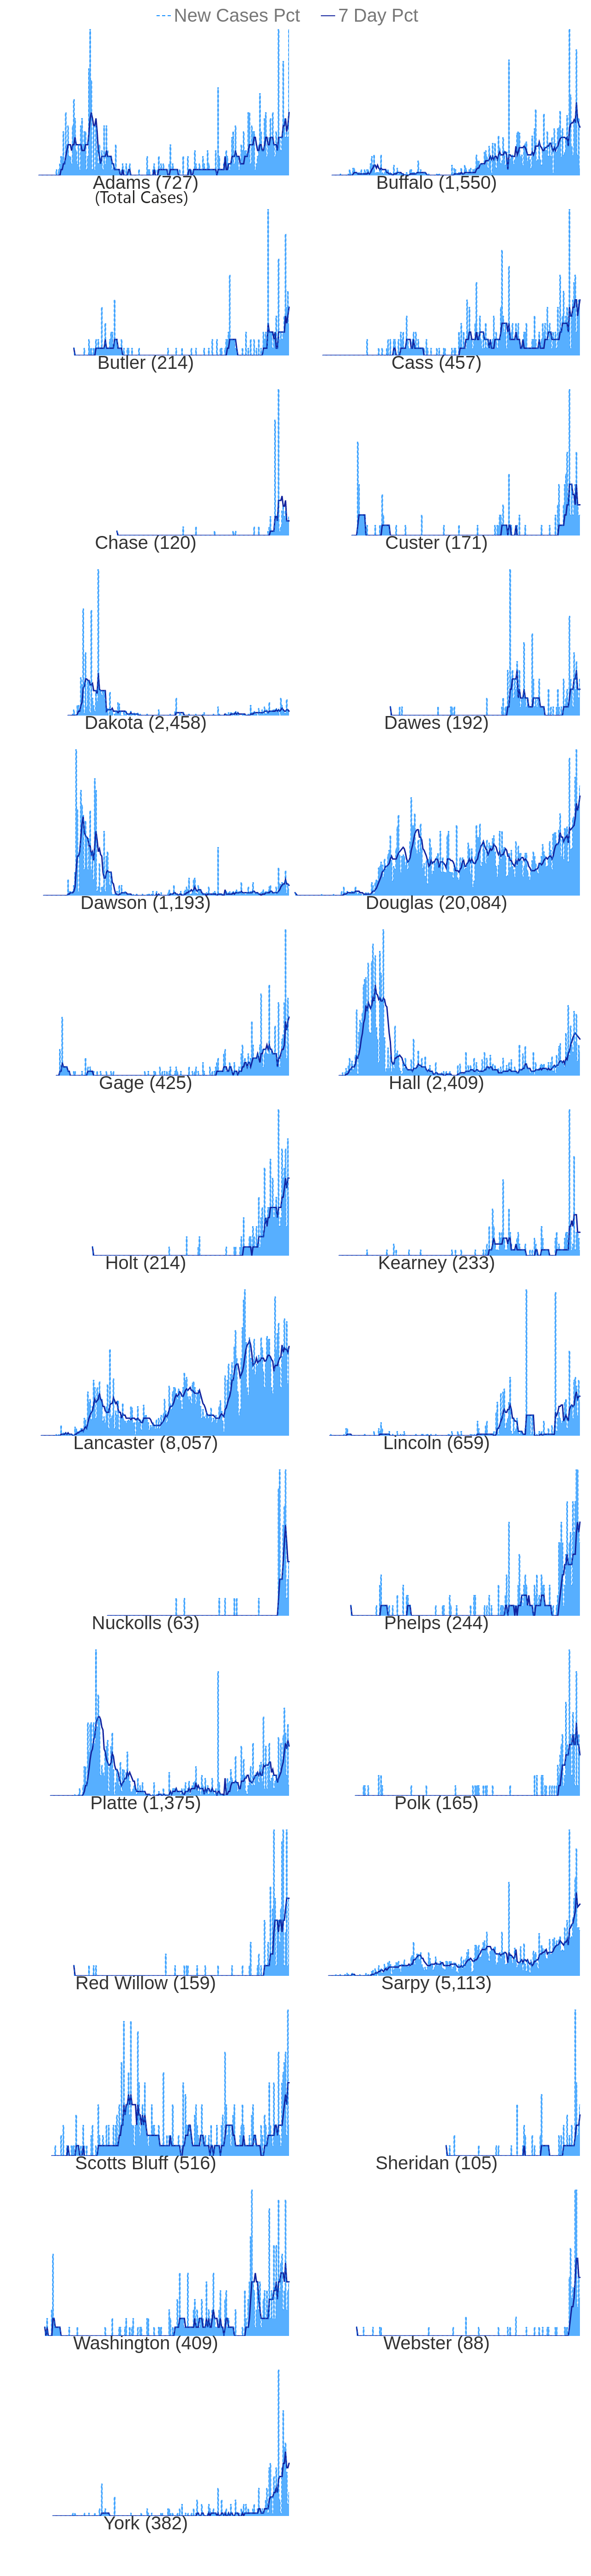 New Cases Pct 7 Day Pct
Adams (727) Buffalo (1,550)
(Total Cases)
Butler (214) Cass (457)
Chase (120) Custer (171)
Dakota (2,458) Dawes (192)
Dawson (1,193) Douglas (20,084)
Gage (425) Hall (2,409)
Holt (214) Kearney (233)
Lancaster (8,057) Lincoln (659)
Nuckolls (63) Phelps (244)
Platte (1,375) Polk (165)
Red Willow (159) Sarpy (5,113)
Scotts Bluff (516) Sheridan (105)
Washington (409) Webster (88)
York (382)